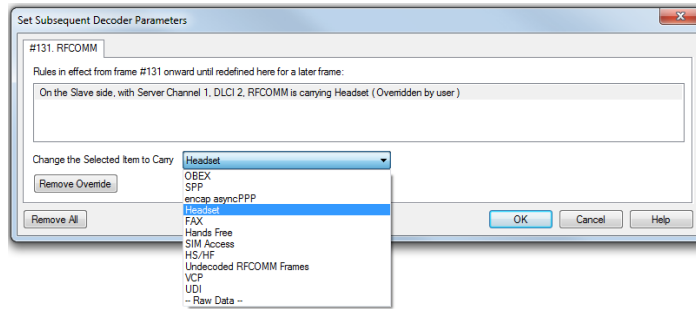 Set Subsequent Decoder Parameters
#131. RFCOMM
Rules in effect from frame #131 onward until redefined here for a later frame:
On the Slave side, with Server Channel 1, DLCI 2, RFCOMM is carrying Headset ( Overridden by user )
Change the Selected Item to Carry Headset
Remove Override
OBEX
SPP
encap asyncPPP
Headset
FAX
Hands Free
SIM Access
HS/HF
Undecoded RFCOMM Frames
VCP
UDI
-- Raw Data --
Remove All OK Cancel Help